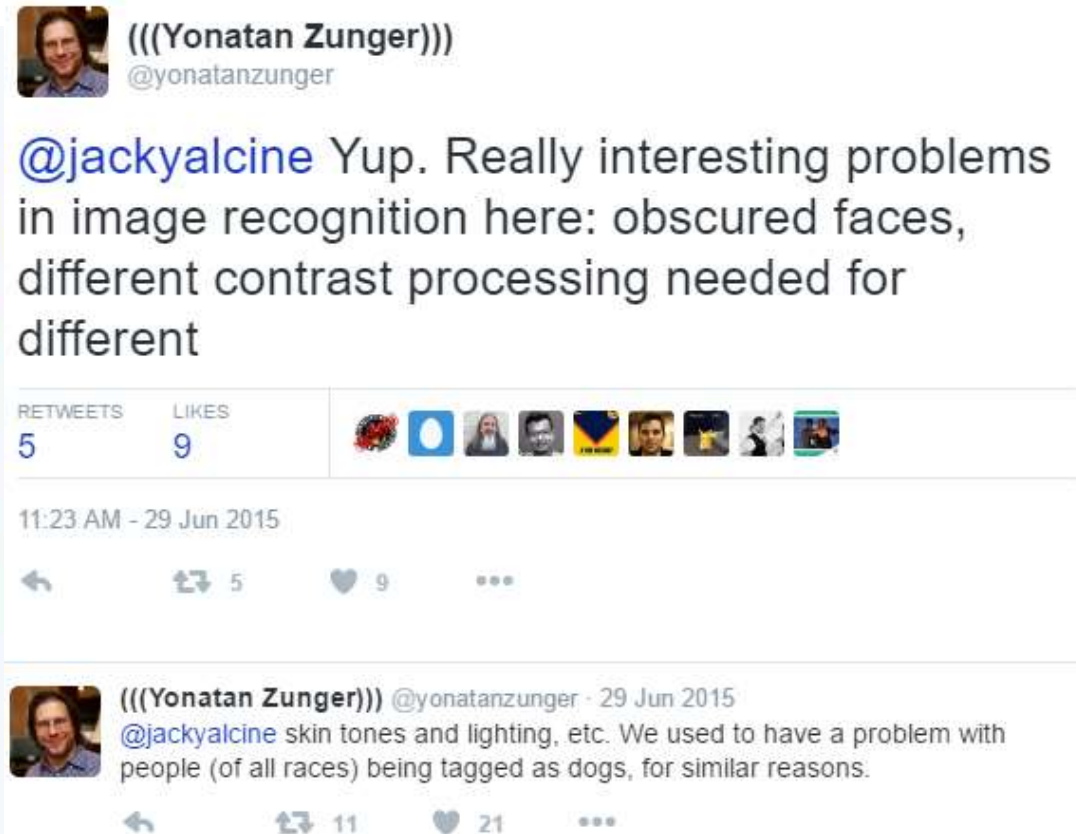 (((Yonatan Zunger)))
@yonatanzunger
@jackyalcine Yup. Really interesting problems
in image recognition here: obscured faces,
different contrast processing needed for
different
RETWEETS LIKES
5 9
11:23 AM - 29 Jun 2015
5 9
(((Yonatan Zunger))) @yonatanzunger · 29 Jun 2015
@jackyalcine skin tones and lighting, etc. We used to have a problem with
people (of all races) being tagged as dogs, for similar reasons.
11 21